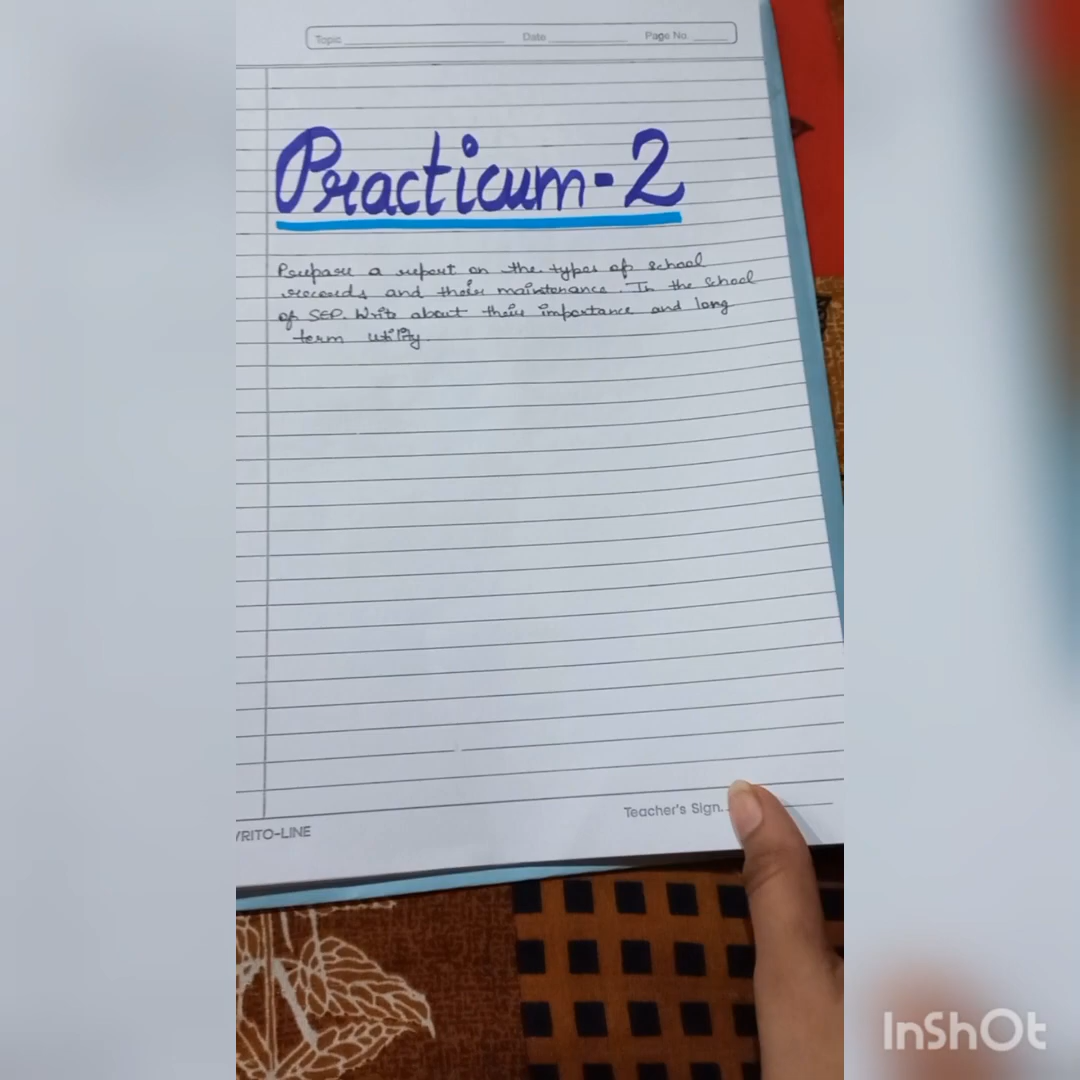 Topic Date Page No.
Practicum-2
Prepare a report on the types of school
records and their maintenance. In the school
of SEP. Write about their importance and long
term utility.
Teacher's Sign.
VRITO-LINE
InShOt